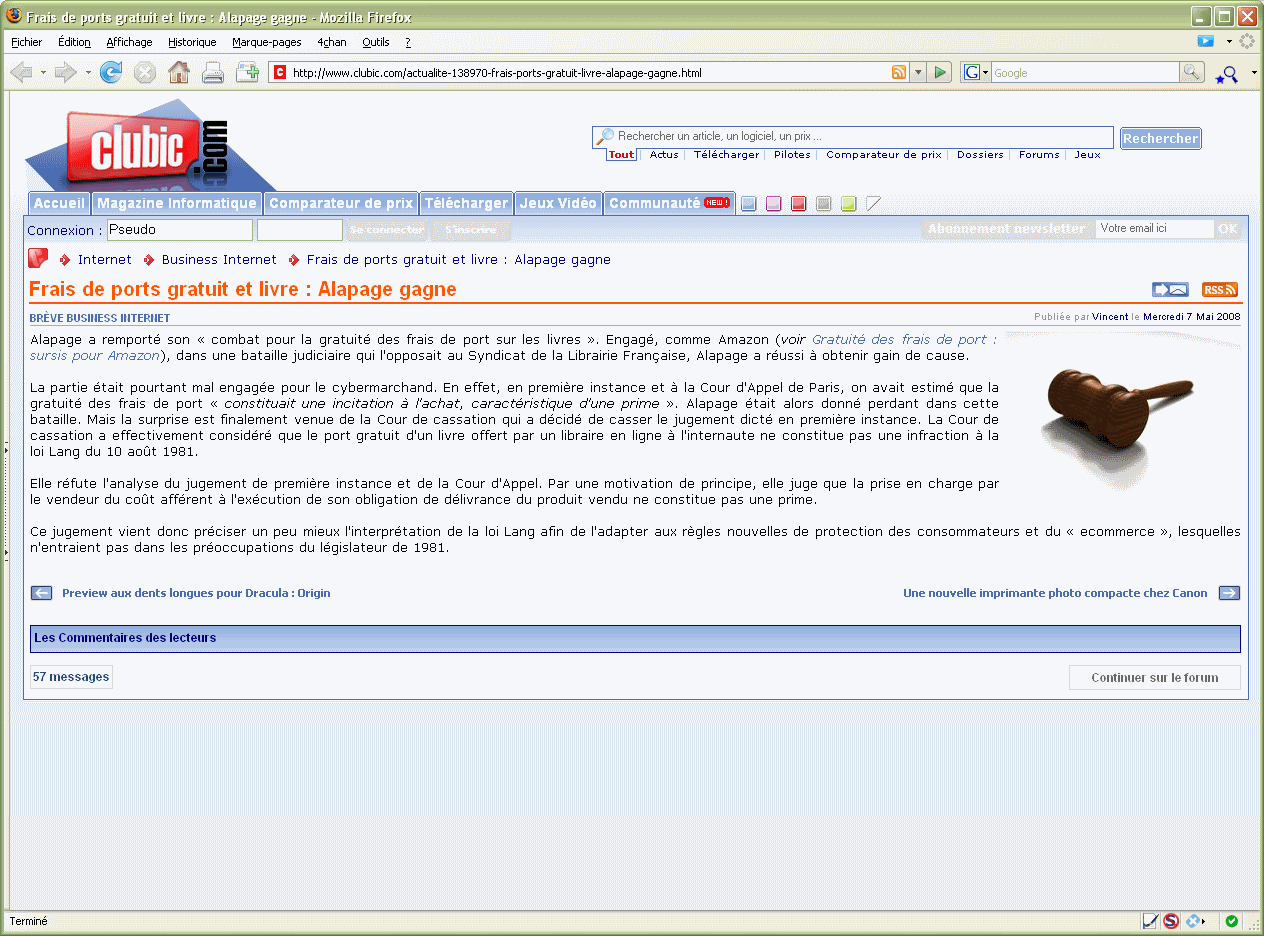 Frais de ports gratuit et livre : Alapage gagne - Mozilla Firefox
Fichier Édition Affichage Historique Marque-pages 4chan Outils ?
http://www.clubic.com/actualite-138970-frais-ports-gratuit-livre-alapage-gagne.html
G Google
clubic.com
Rechercher un article, un logiciel, un prix ...
Rechercher
Tout Actus Télécharger Pilotes Comparateur de prix Dossiers Forums Jeux
Accueil Magazine Informatique Comparateur de prix Télécharger Jeux Vidéo Communauté NEW !
Connexion : Pseudo Se connecter S'inscrire Abonnement newsletter Votre email ici OK
Internet Business Internet Frais de ports gratuit et livre : Alapage gagne
Frais de ports gratuit et livre : Alapage gagne
RSS
BRÈVE BUSINESS INTERNET
Publiée par Vincent le Mercredi 7 Mai 2008
Alapage a remporté son « combat pour la gratuité des frais de port sur les livres ». Engagé, comme Amazon (voir Gratuité des frais de port :
sursis pour Amazon), dans une bataille judiciaire qui l'opposait au Syndicat de la Librairie Française, Alapage a réussi à obtenir gain de cause.
La partie était pourtant mal engagée pour le cybermarchand. En effet, en première instance et à la Cour d'Appel de Paris, on avait estimé que la
gratuité des frais de port « constituait une incitation à l'achat, caractéristique d'une prime ». Alapage était alors donné perdant dans cette
bataille. Mais la surprise est finalement venue de la Cour de cassation qui a décidé de casser le jugement dicté en première instance. La Cour de
cassation a effectivement considéré que le port gratuit d'un livre offert par un libraire en ligne à l'internaute ne constitue pas une infraction à la
loi Lang du 10 août 1981.
Elle réfute l'analyse du jugement de première instance et de la Cour d'Appel. Par une motivation de principe, elle juge que la prise en charge par
le vendeur du coût afférent à l'exécution de son obligation de délivrance du produit vendu ne constitue pas une prime.
Ce jugement vient donc préciser un peu mieux l'interprétation de la loi Lang afin de l'adapter aux règles nouvelles de protection des consommateurs et du « ecommerce », lesquelles
n'entraient pas dans les préoccupations du législateur de 1981.
Preview aux dents longues pour Dracula : Origin
Une nouvelle imprimante photo compacte chez Canon
Les Commentaires des lecteurs
57 messages
Continuer sur le forum
Terminé